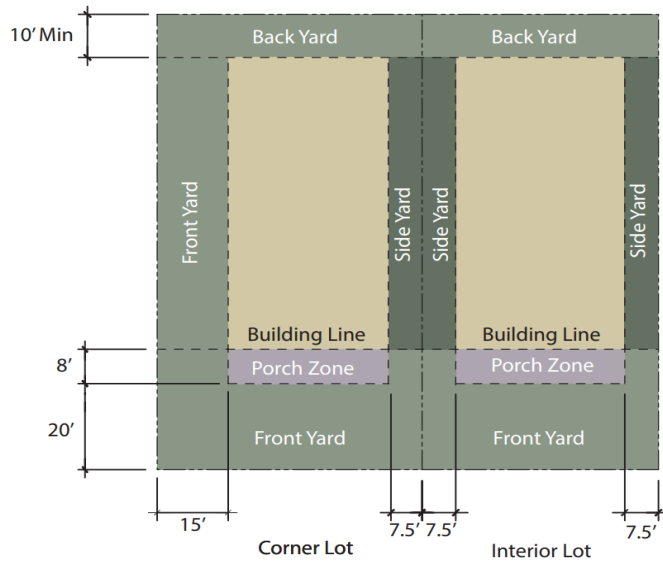 10' Min
Back Yard
Back Yard
Front Yard
Side Yard
Side Yard
Side Yard
Building Line
Building Line
8'
Porch Zone
Porch Zone
20'
Front Yard
Front Yard
15'
7.5'
7.5'
7.5'
Corner Lot
Interior Lot